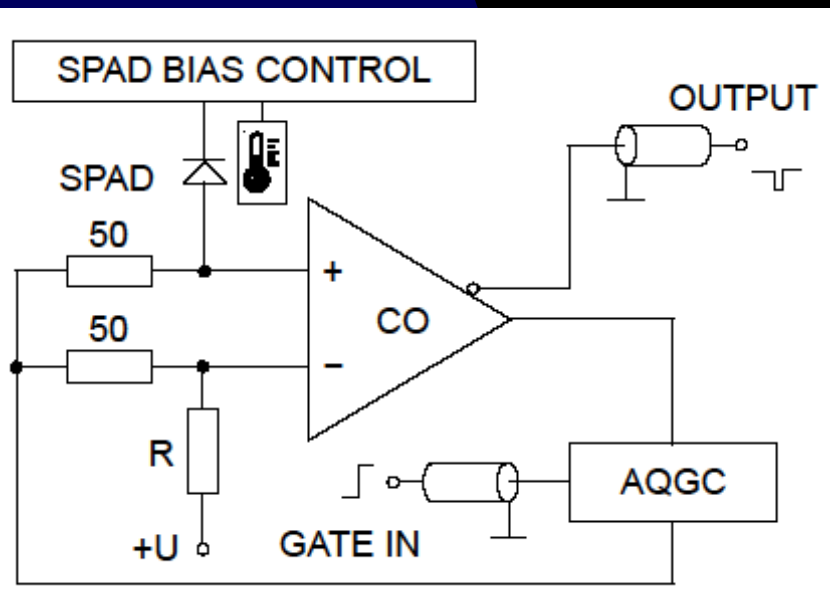 SPAD BIAS CONTROL
OUTPUT
SPAD
50
+
CO
50
−
R
AQGC
+U
GATE IN